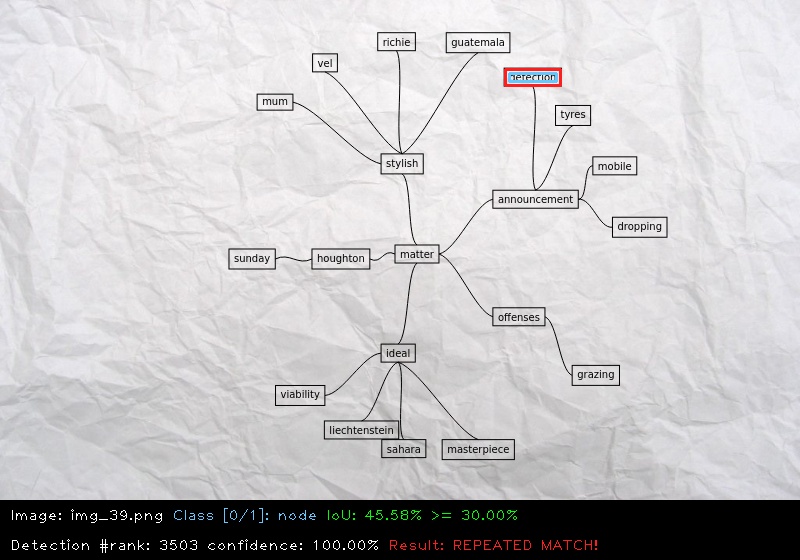 richie
guatemala
vel
detection
mum
tyres
stylish
mobile
announcement
dropping
matter
sunday
houghton
offenses
ideal
grazing
viability
liechtenstein
sahara
masterpiece
Image: img_39.png Class [0/1]: node IoU: 45.58% >= 30.00%
Detection #rank: 3503 confidence: 100.00% Result: REPEATED MATCH!